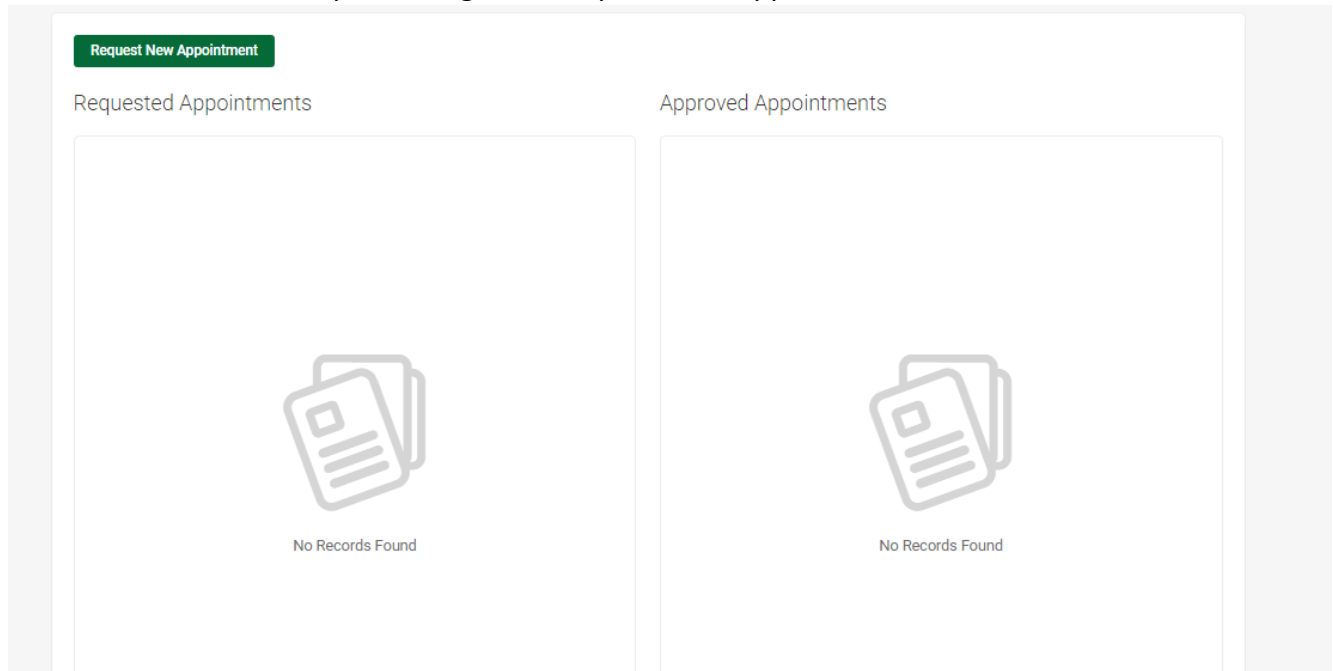 Request New Appointment
Requested Appointments
Approved Appointments
No Records Found
No Records Found